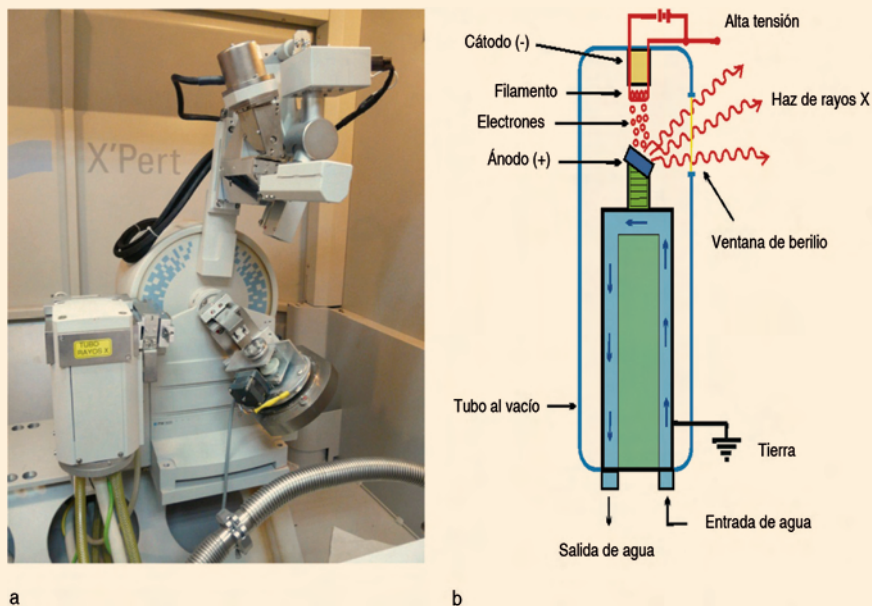 X'Pert
TUBO
RAYOS X
a
Alta tensión
Cátodo (-)
Filamento
Haz de rayos X
Electrones
Ánodo (+)
Ventana de berilio
Tubo al vacío
Tierra
Entrada de agua
Salida de agua
b